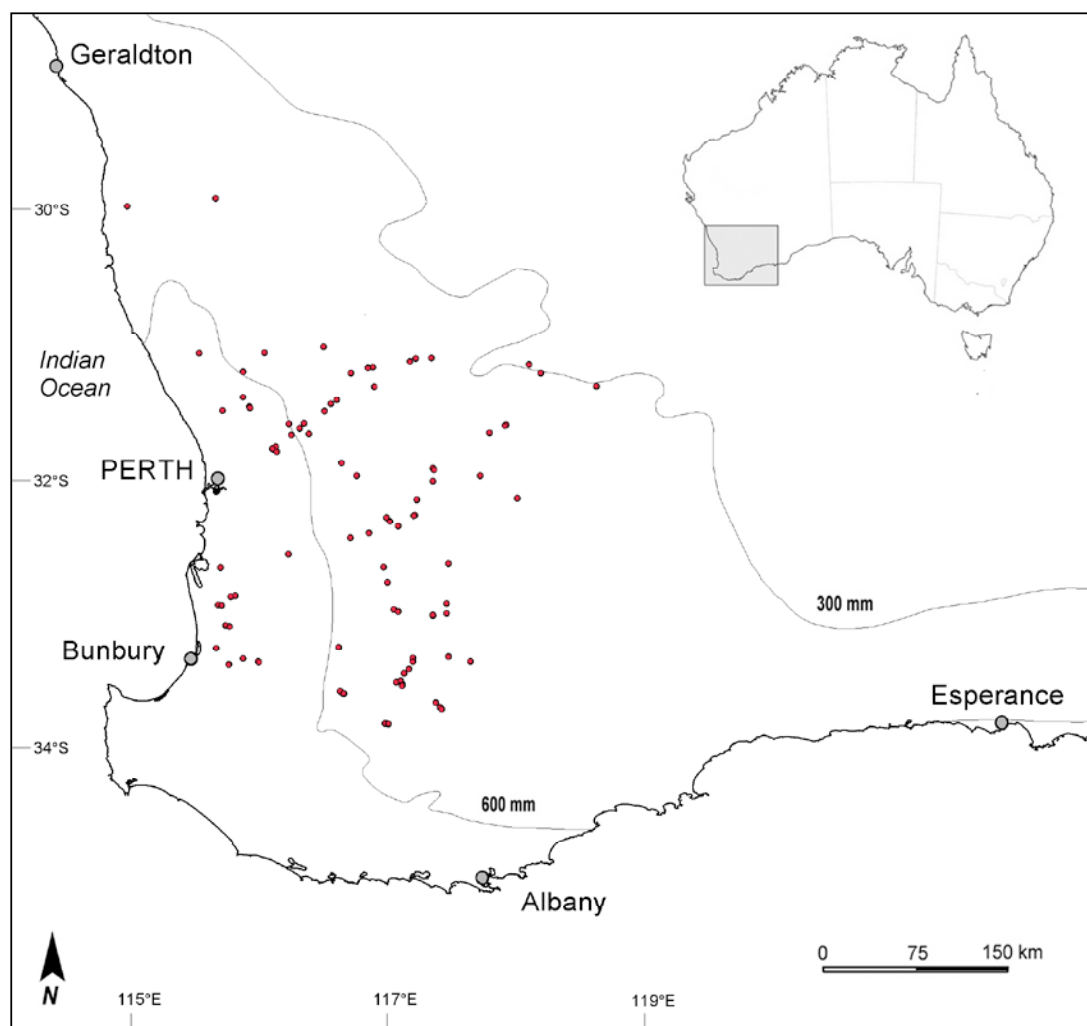 Geraldton
30°S
Indian
Ocean
PERTH
32°S
300 mm
Bunbury
Esperance
34°S
600 mm
Albany
0 75 150 km
N
115°E 117°E 119°E